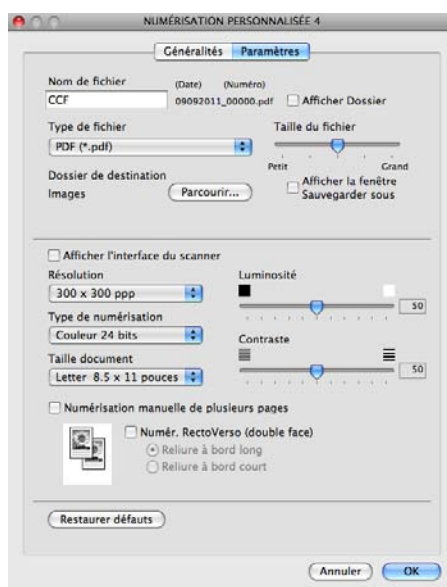 NUMÉRISATION PERSONNALISÉE 4
Généralités Paramètres
Nom de fichier (Date) (Numéro)
CCF 09092011_00000.pdf Afficher Dossier
Type de fichier Taille du fichier
PDF (*.pdf)
Petit Grand
Dossier de destination
Images Parcourir... Afficher la fenêtre
Sauvegarder sous
Afficher l'interface du scanner
Résolution Luminosité
300 x 300 ppp
50
Type de numérisation
Couleur 24 bits
Contraste
Taille document
Letter 8.5 x 11 pouces 50
Numérisation manuelle de plusieurs pages
Numér. RectoVerso (double face)
Reliure à bord long
Reliure à bord court
Restaurer défauts
Annuler OK